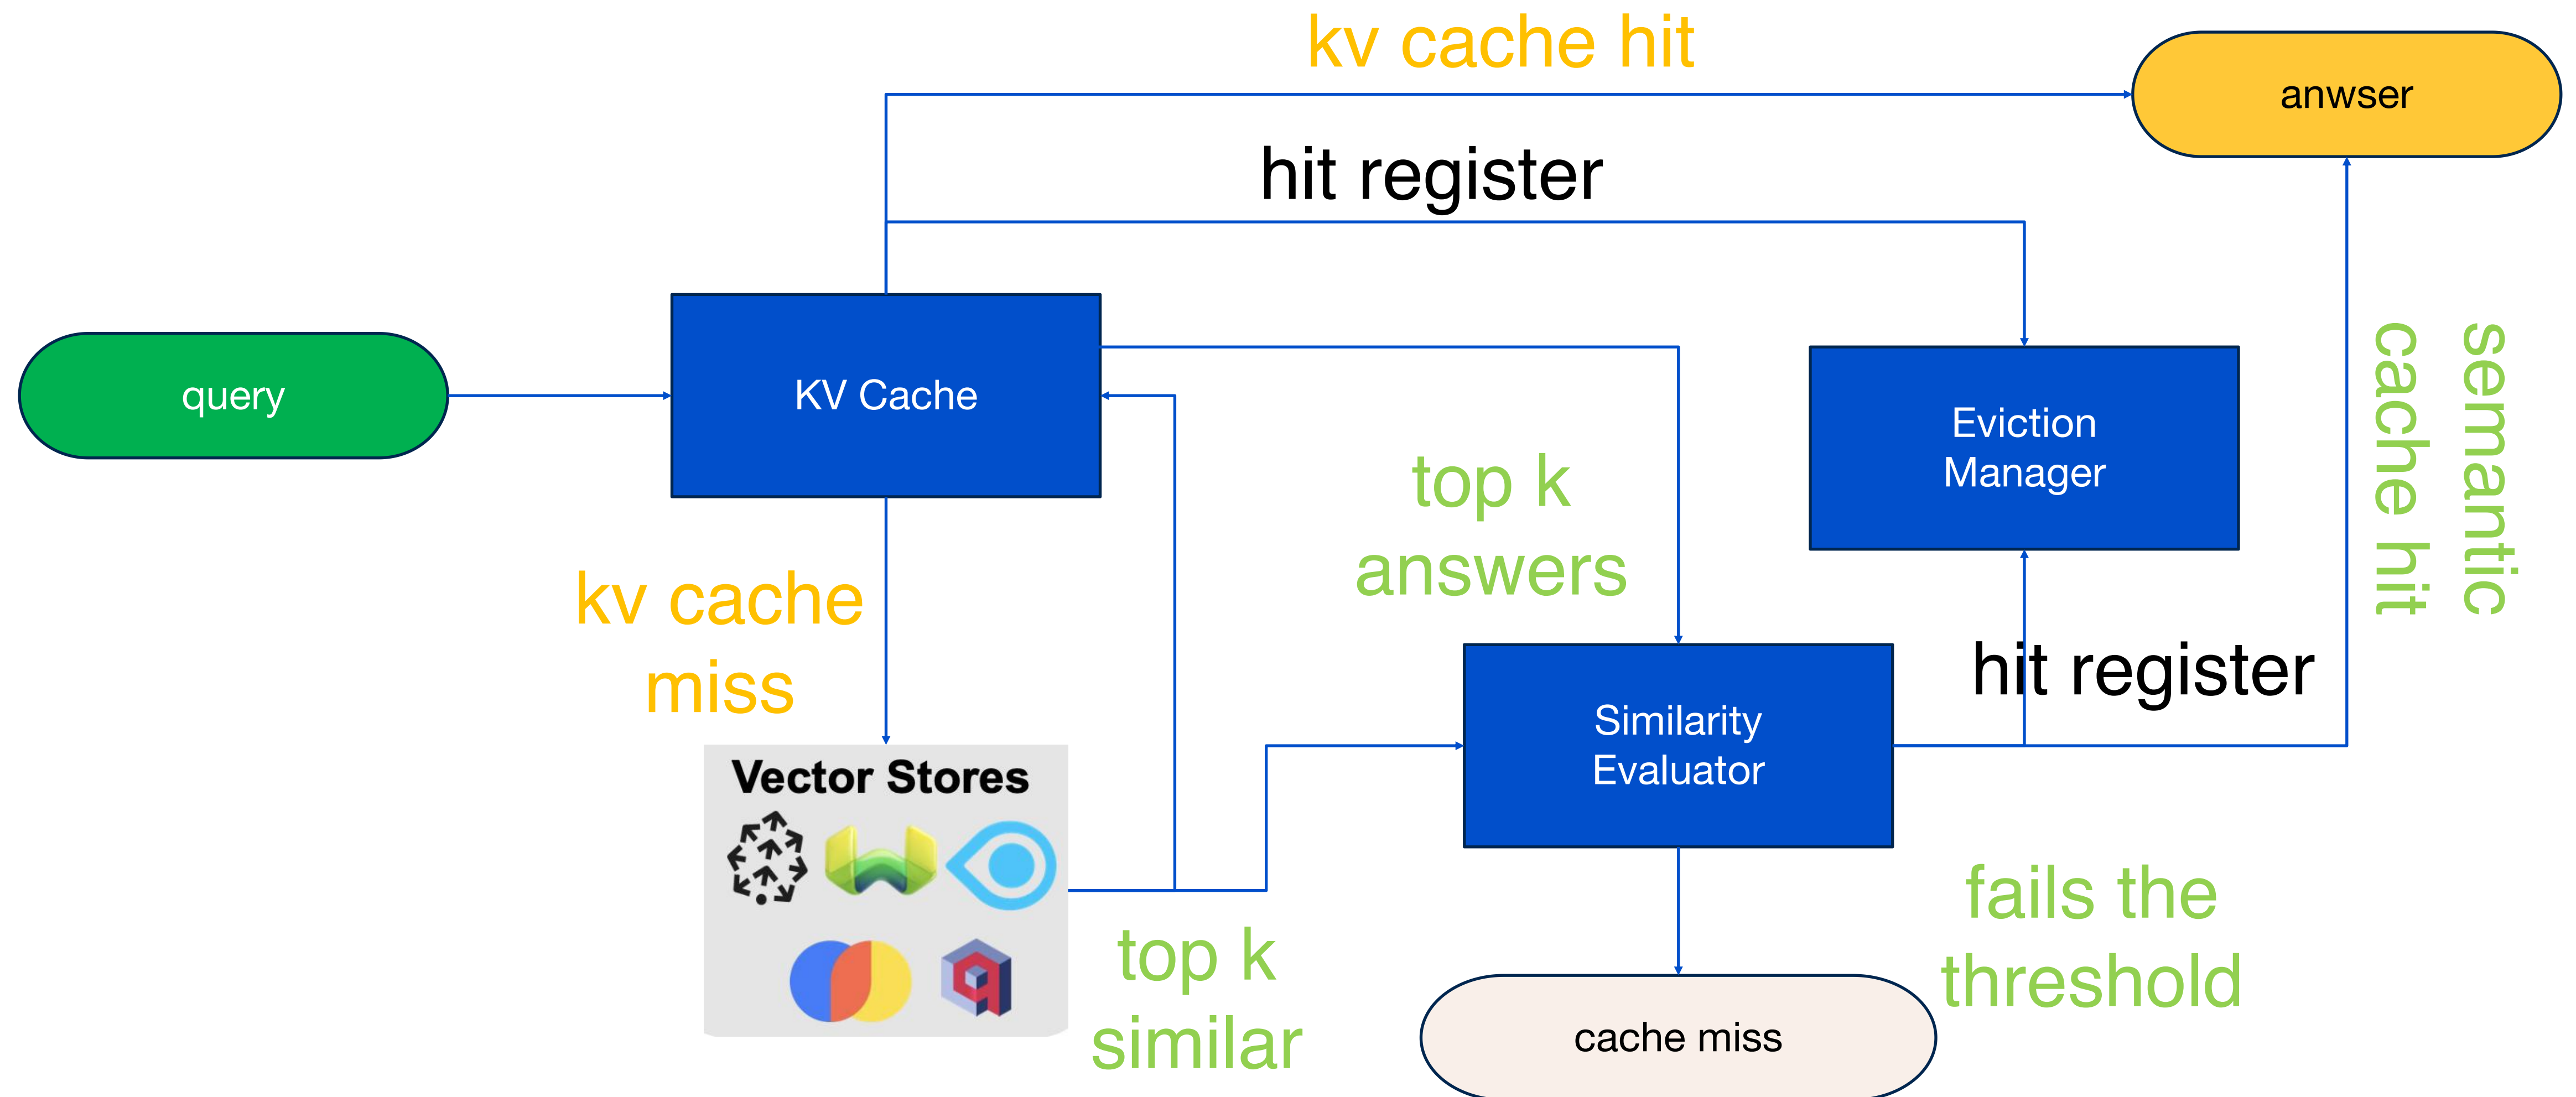 kv cache hit
anwser
hit register
query
KV Cache
Eviction
Manager
semantic
cache hit
top k
answers
kv cache
miss
hit register
Similarity
Evaluator
Vector Stores
top k
similar
fails the
threshold
cache miss